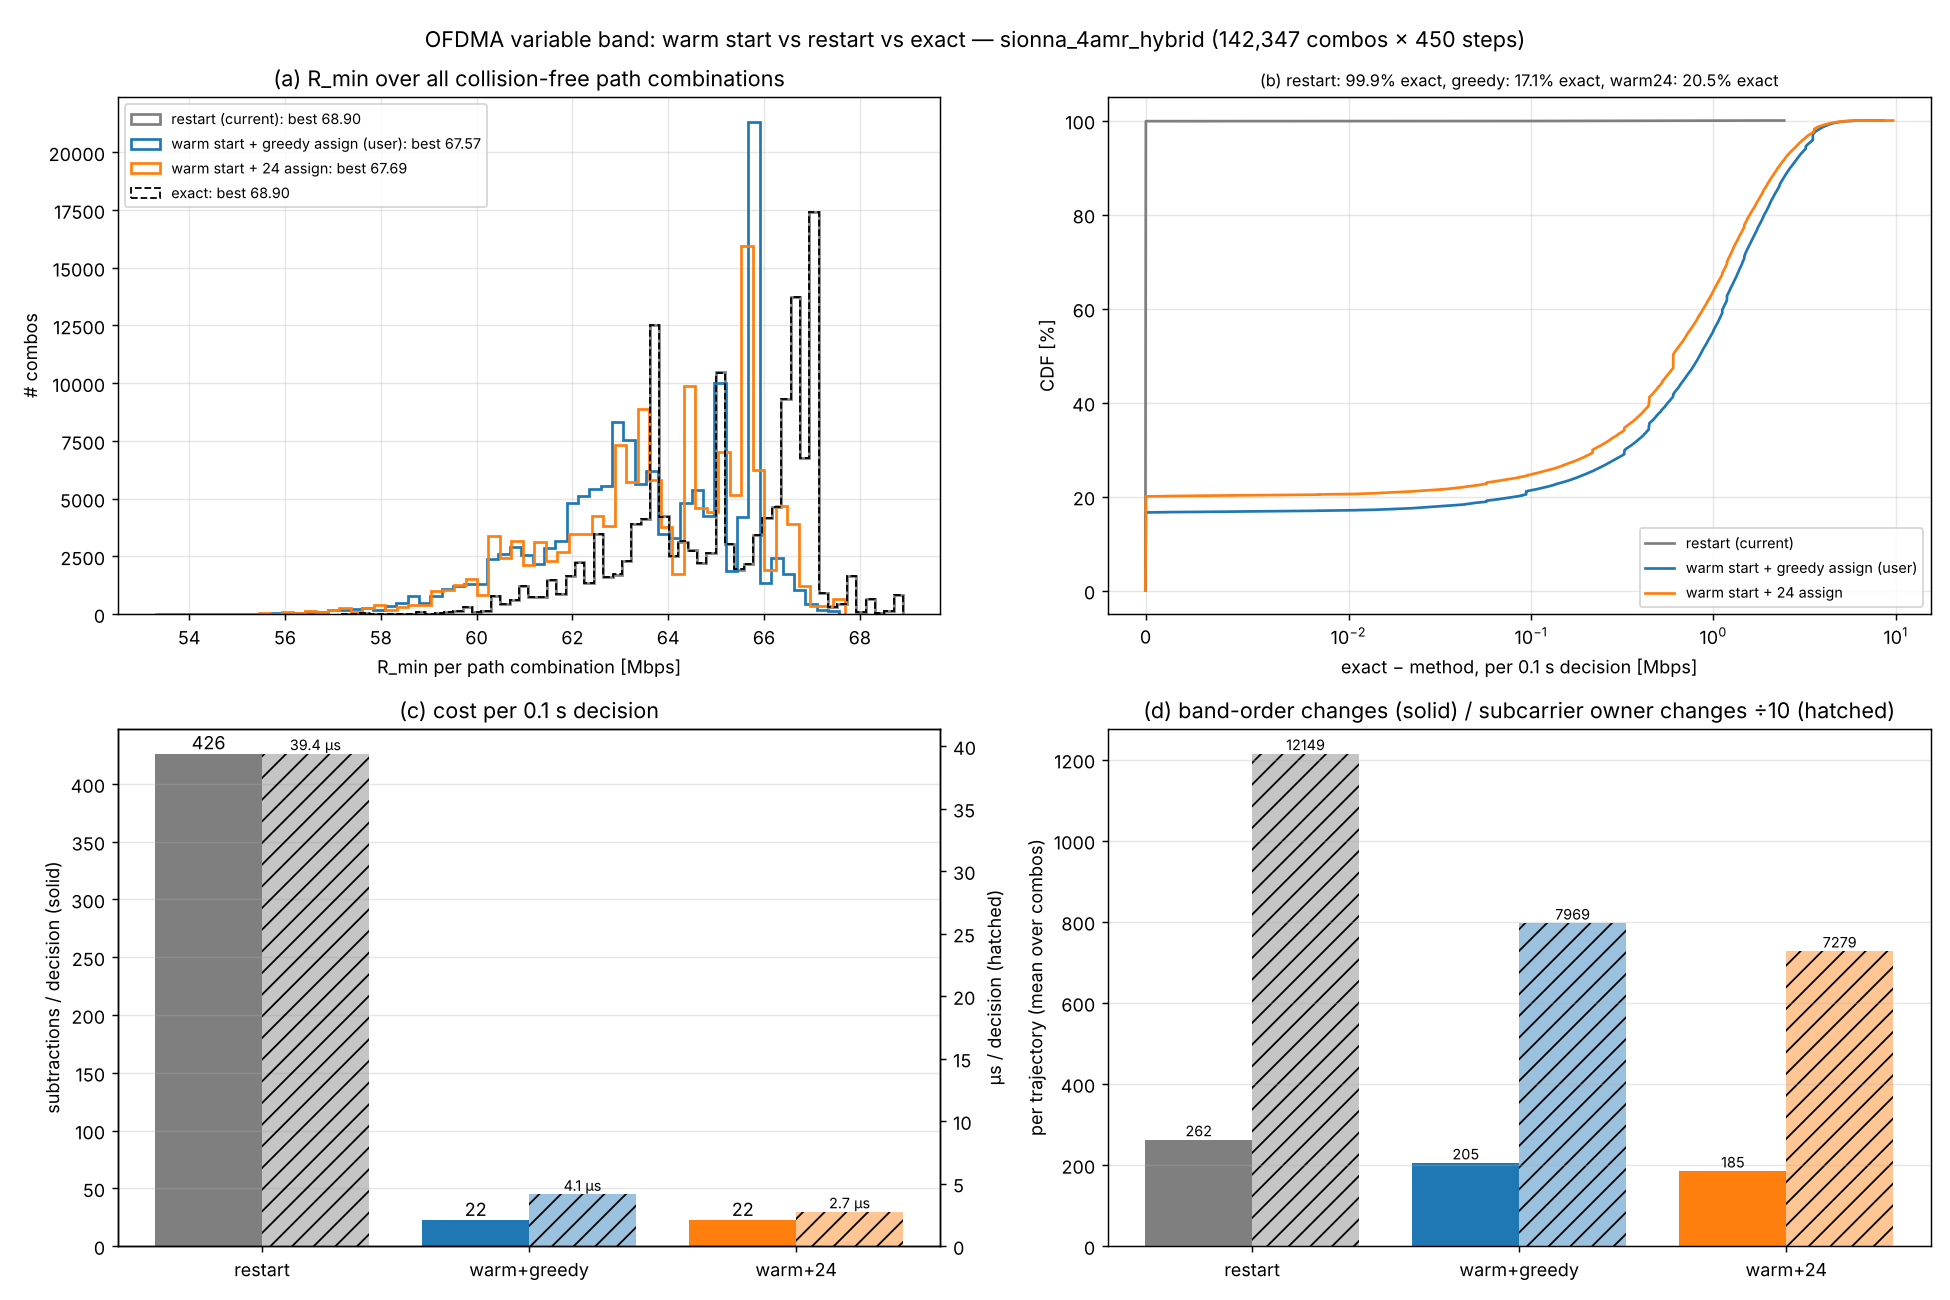 OFDMA variable band: warm start vs restart vs exact — sionna_4amr_hybrid (142,347 combos × 450 steps)
(a) R_min over all collision-free path combinations
restart (current): best 68.90
warm start + greedy assign (user): best 67.57
warm start + 24 assign: best 67.69
exact: best 68.90
# combos
20000
17500
15000
12500
10000
7500
5000
2500
0
54 56 58 60 62 64 66 68
R_min per path combination [Mbps]
(b) restart: 99.9% exact, greedy: 17.1% exact, warm24: 20.5% exact
CDF [%]
100
80
60
40
20
0
restart (current)
warm start + greedy assign (user)
warm start + 24 assign
0 10⁻² 10⁻¹ 10⁰ 10¹
exact − method, per 0.1 s decision [Mbps]
(c) cost per 0.1 s decision
subtractions / decision (solid)
400
350
300
250
200
150
100
50
0
426 39.4 µs
22 4.1 µs
22 2.7 µs
40
35
30
25
20
15
10
5
0
µs / decision (hatched)
restart warm+greedy warm+24
(d) band-order changes (solid) / subcarrier owner changes ÷10 (hatched)
per trajectory (mean over combos)
1200
1000
800
600
400
200
0
262 12149
205 7969
185 7279
restart warm+greedy warm+24